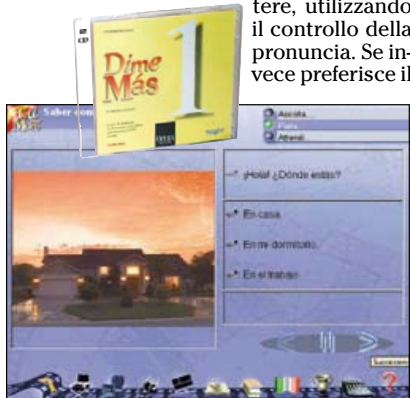 tere, utilizzando
il controllo della
pronuncia. Se in-
vece preferisce il
Dime
Más
1
Saber
Ascolta...
Parla
Attendi
¡Hola! ¿Dónde estás?
En casa.
En mi dormitorio.
En el trabajo